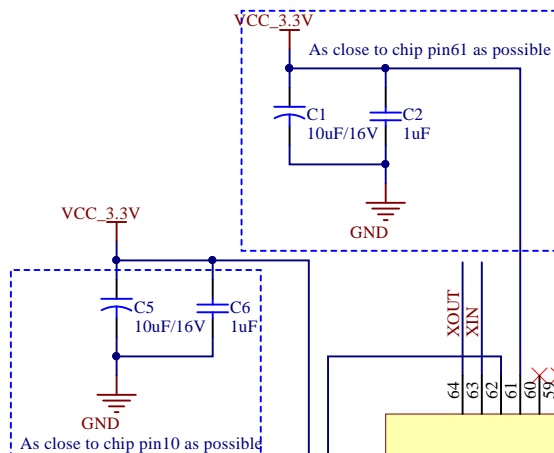 VCC_3.3V
As close to chip pin61 as possible
C1
10uF/16V
C2
1uF
GND
VCC_3.3V
C5
10uF/16V
C6
1uF
GND
As close to chip pin10 as possible
XOUT
XIN
64
63
62
61
60
59